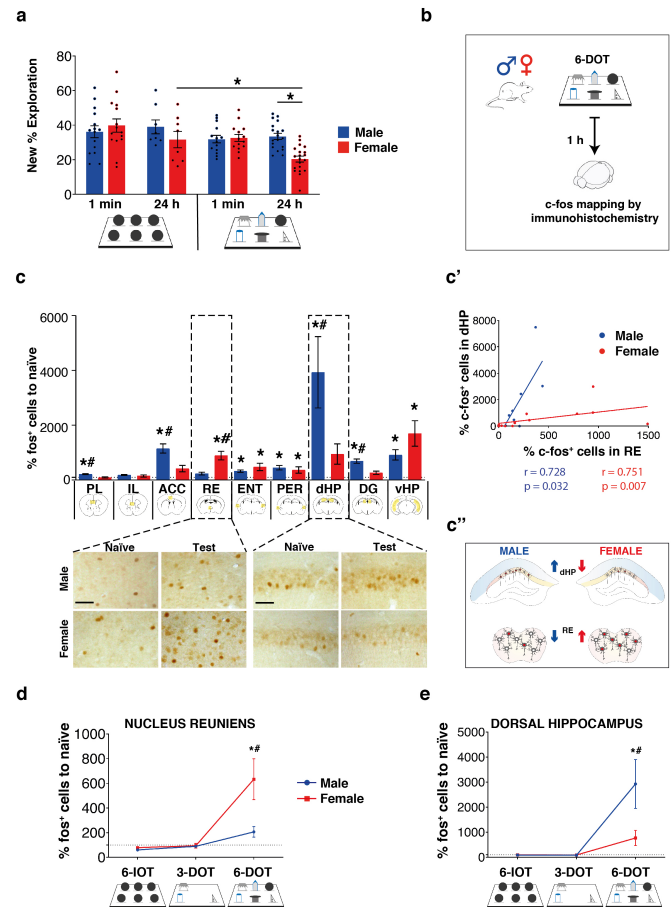 a
New % Exploration
80
60
40
20
0
*
*
Male
Female
1 min
24 h
1 min
24 h
b
♂♀
6-DOT
1 h
c-fos mapping by
immunohistochemistry
c
% fos⁺ cells to naïve
6000
4000
2000
0
*#
*#
*#
*
*
*
*
*#
*#
*
*
PL
IL
ACC
RE
ENT
PER
dHP
DG
vHP
Naïve
Test
Naïve
Test
Male
Female
c'
% c-fos⁺ cells in dHP
8000
6000
4000
2000
0
0
500
1000
1500
% c-fos⁺ cells in RE
Male
Female
r = 0.728
p = 0.032
r = 0.751
p = 0.007
c''
MALE
FEMALE
dHP
RE
d
NUCLEUS REUNIENS
% fos⁺ cells to naïve
1000
800
600
400
200
0
*#
Male
Female
6-IOT
3-DOT
6-DOT
e
DORSAL HIPPOCAMPUS
% fos⁺ cells to naïve
5000
4000
3000
2000
1000
0
*#
6-IOT
3-DOT
6-DOT